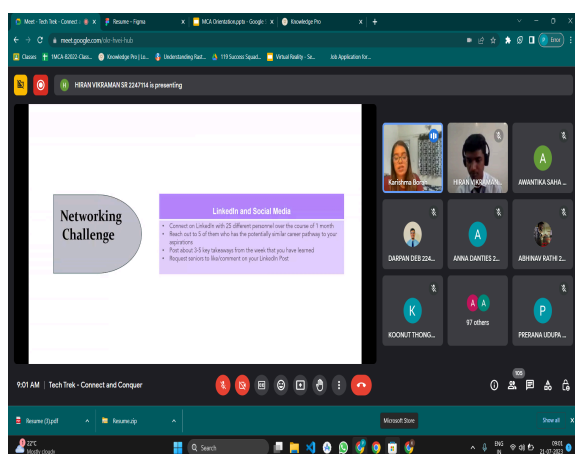 Meet - Tech Trek - Connect
Resume – Figma
MCA Orientation.pptx - Google
Knowledge Pro
meet.google.com/okc-hvei-hub
Error
Classes
1MCA-B2022-Class...
Knowledge Pro | Lo...
Understanding Rast...
119 Success Squad...
Virtual Reality - Se...
Job Application for...
HIRAN VIKRAMAN SR 2247114 is presenting
Networking
Challenge
LinkedIn and Social Media
• Connect on LinkedIn with 25 different personnel over the course of 1 month
• Reach out to 5 of them who has the potentially similar career pathway to your
aspirations
• Post about 3-5 key takeaways from the week that you have learned
• Request seniors to like/comment on your LinkedIn Post
Karishma Bora
HIRAN VIKRAMAN...
A
AWANTIKA SAHA ...
DARPAN DEB 224...
A
ANNA DANTIES 2...
ABHINAV RATHI 2...
K
KOONUT THONG...
A A
97 others
P
PRERANA UDUPA ...
9:01 AM | Tech Trek - Connect and Conquer
105
Resume (3).pdf
Resume.zip
Microsoft Store
Show all
22°C
Mostly cloudy
Search
ENG
IN
09:01
21-07-2023